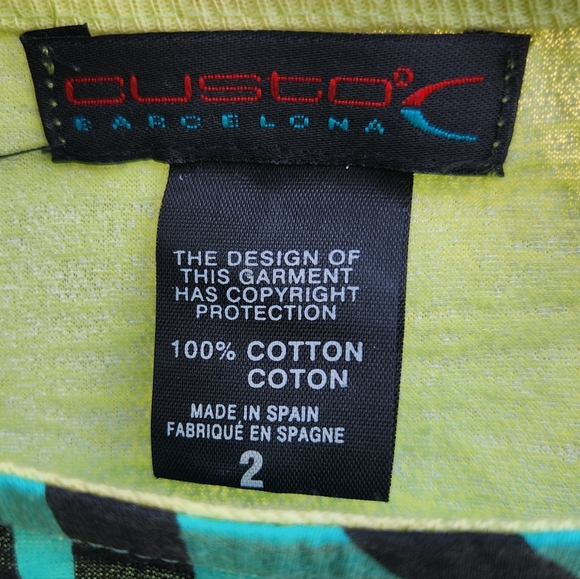 custo
BARCELONA
THE DESIGN OF
THIS GARMENT
HAS COPYRIGHT
PROTECTION
100% COTTON
COTON
MADE IN SPAIN
FABRIQUÉ EN ESPAGNE
2